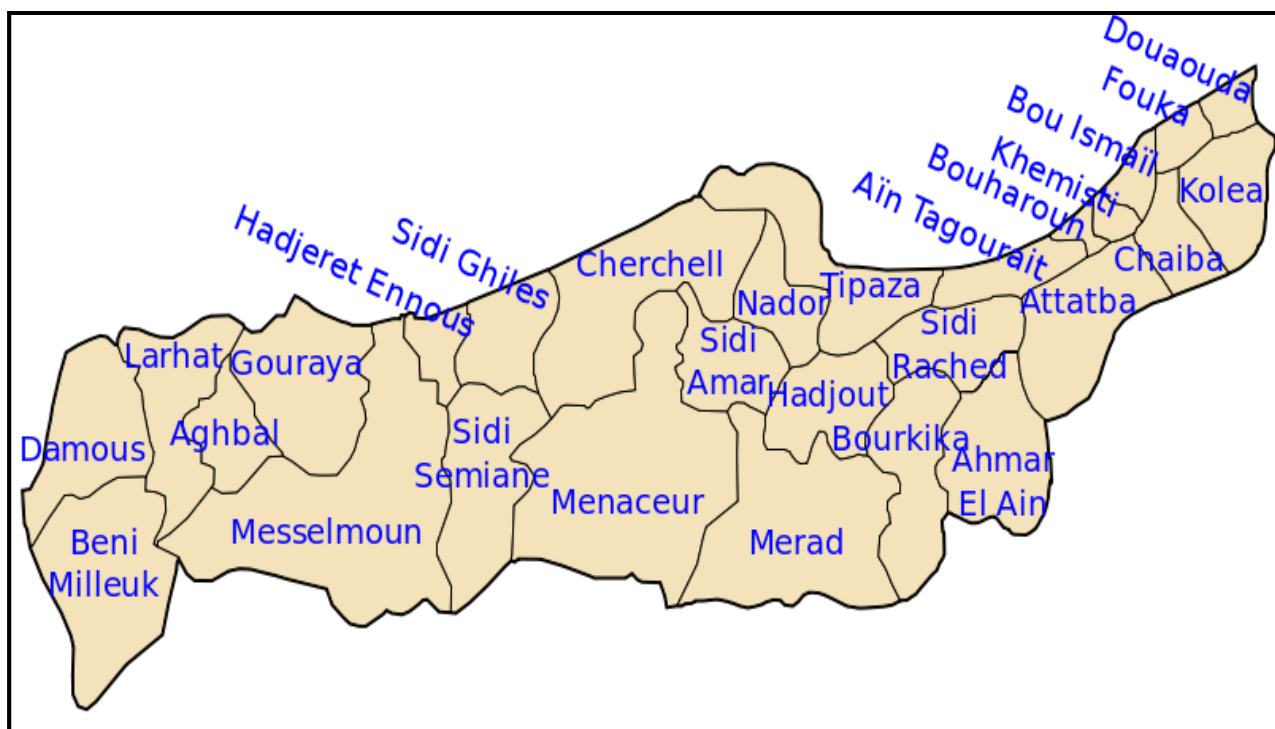 Douaouda
Fouka
Bou Ismaïl
Khemisti
Bouharoun
Aïn Tagourait
Kolea
Hadjeret Ennous
Sidi Ghiles
Cherchell
Chaiba
Nador
Tipaza
Attatba
Larhat
Gouraya
Sidi
Amar
Sidi
Rached
Hadjout
Damous
Aghbal
Sidi
Semiane
Bourkika
Ahmar
El Ain
Menaceur
Beni
Milleuk
Messelmoun
Merad